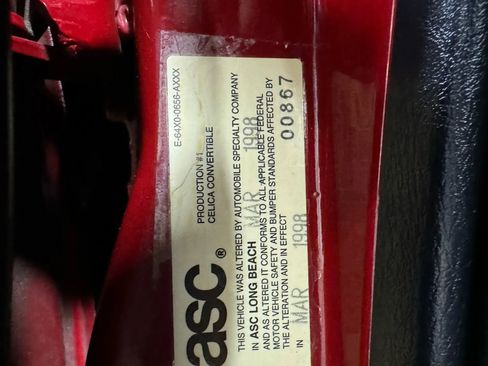 asc®
PRODUCTION #1
CELICA CONVERTIBLE
E-64X0-0656-AXXX
THIS VEHICLE WAS ALTERED BY AUTOMOBILE SPECIALTY COMPANY
IN ASC LONG BEACH MAR 1998
AND AS ALTERED IT CONFORMS TO ALL APPLICABLE FEDERAL
MOTOR VEHICLE SAFETY AND BUMPER STANDARDS AFFECTED BY
THE ALTERATION AND IN EFFECT
IN MAR 1998
00867